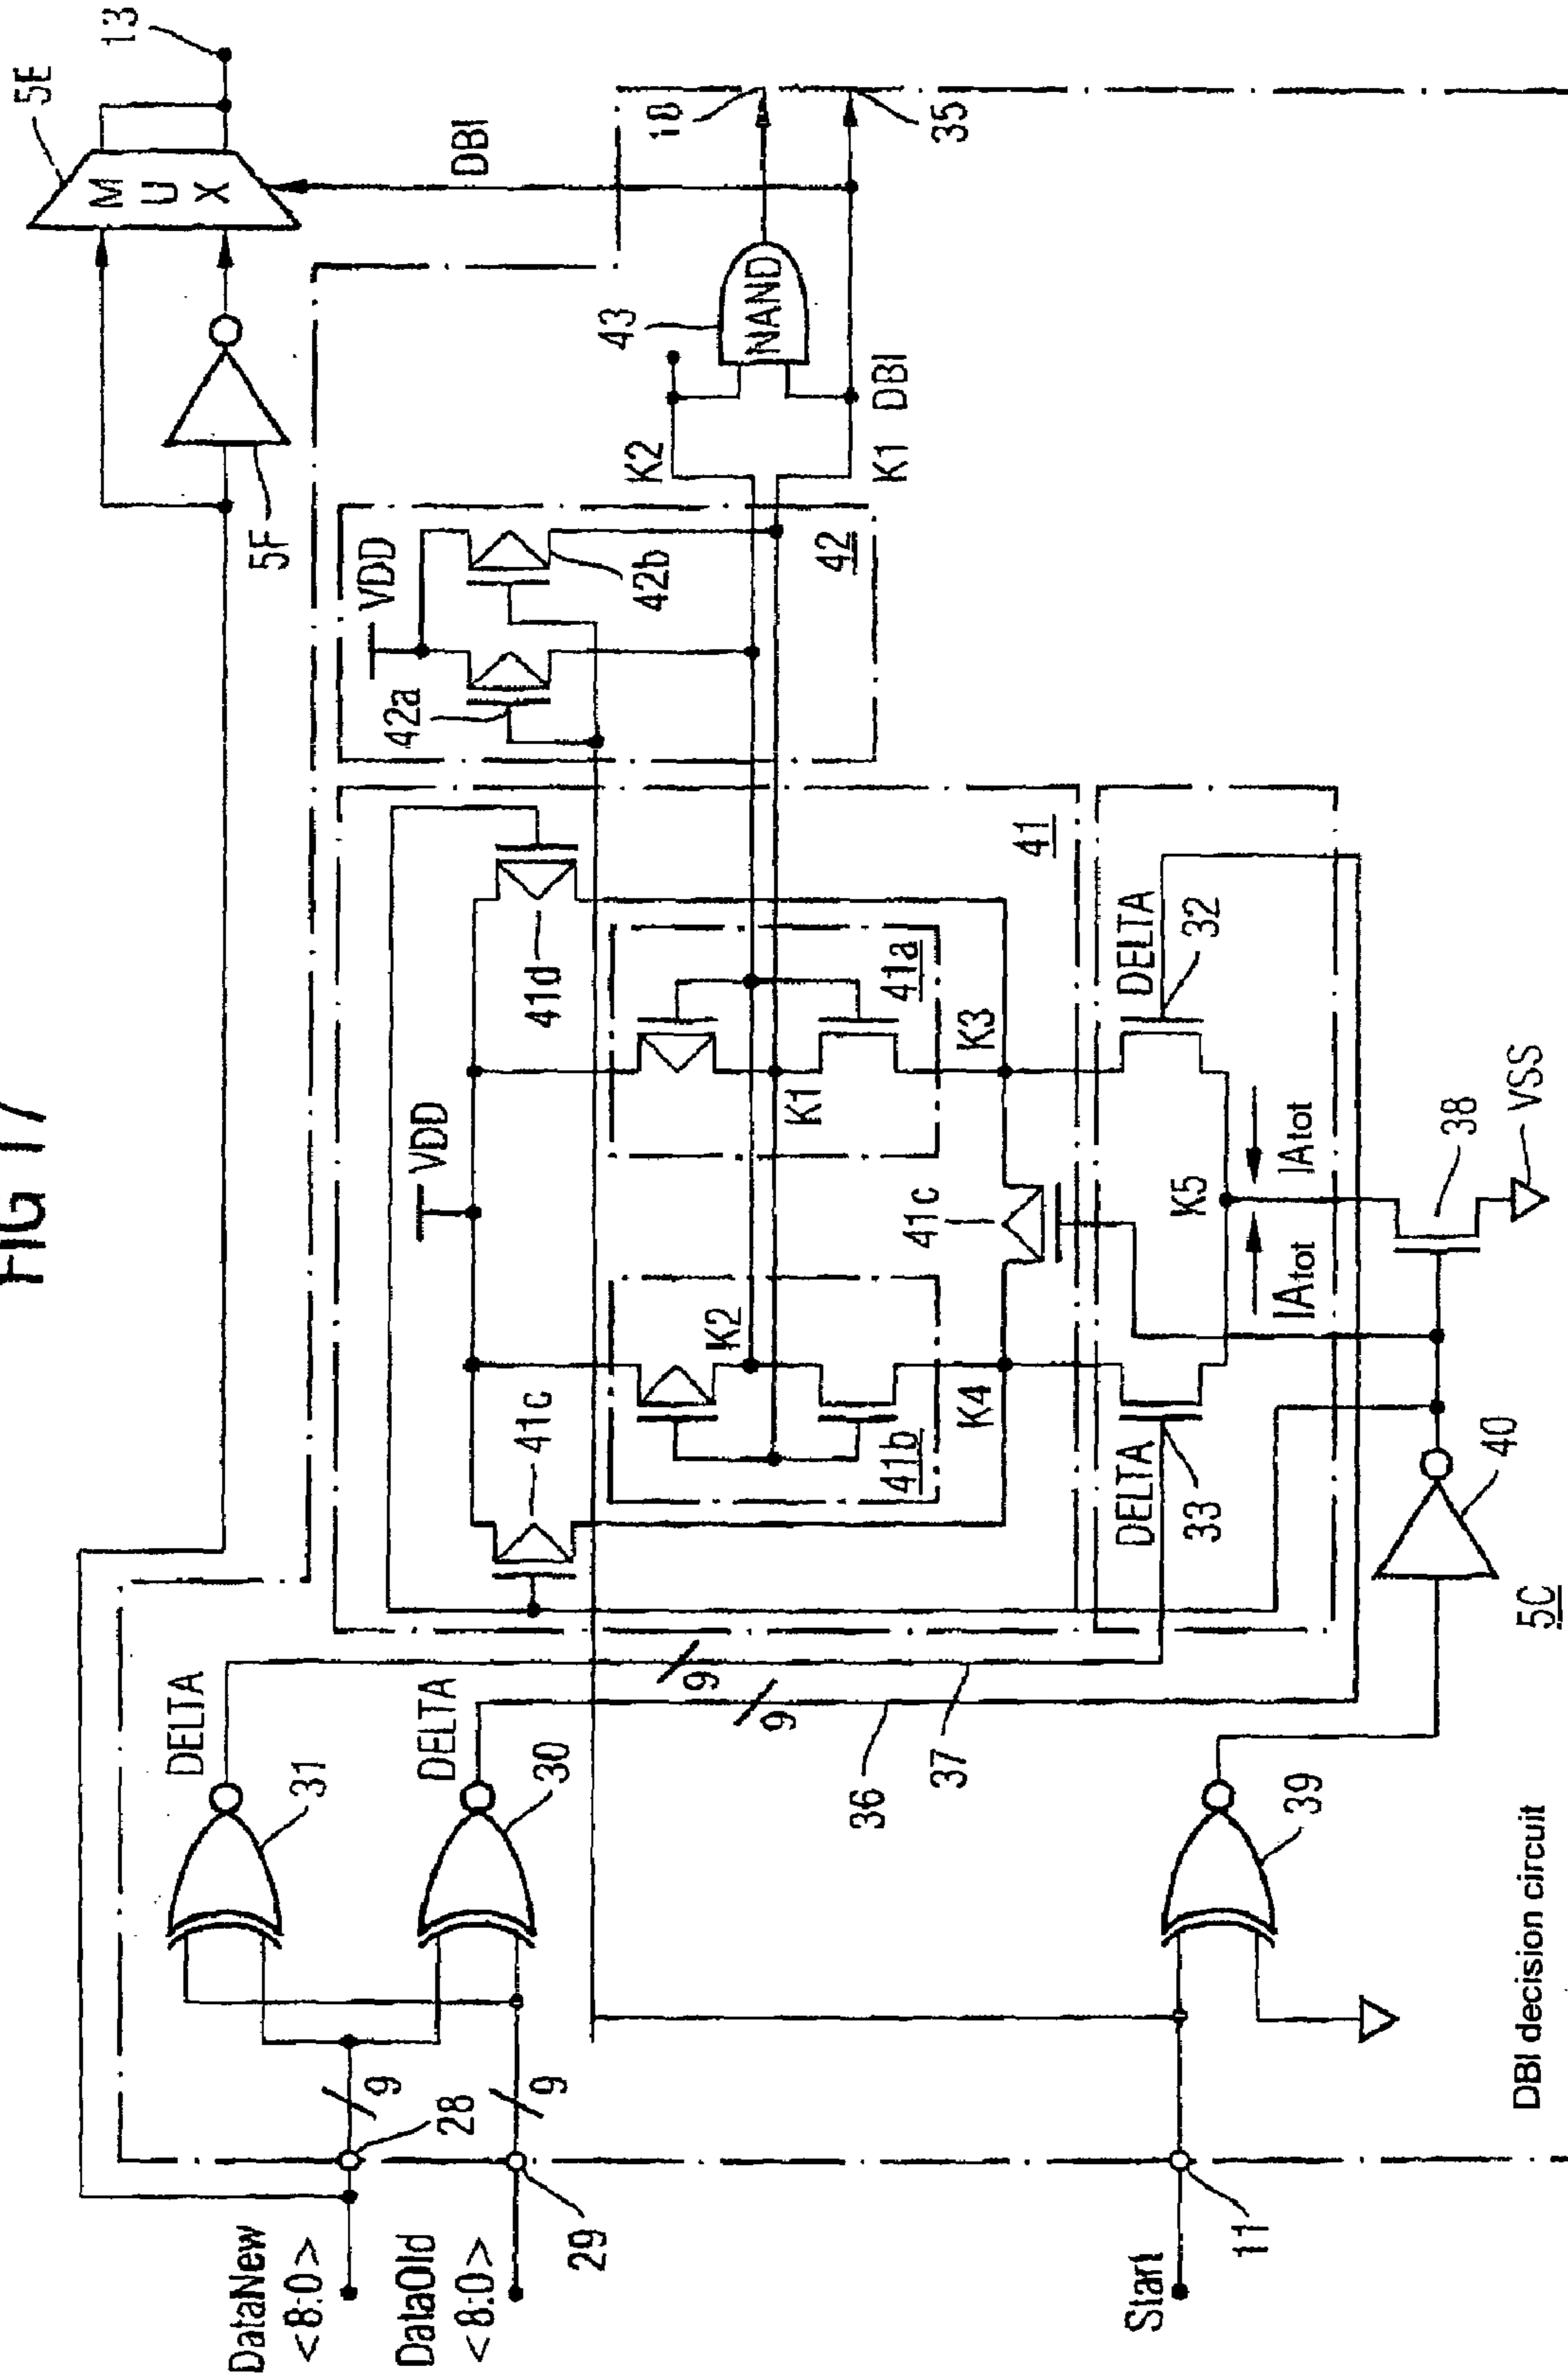 FIG 17
DataNew
<8:0>
DataOld
<8:0>
Start
28
29
11
9
9
31
30
DELTA
DELTA
36
37
9
9
39
DBI decision circuit
5C
40
41c
VDD
41d
K2
K1
41b
41a
K4
K3
41c
41
DELTA
33
DELTA
32
K5
IAtot
IAtot
38
VSS
42a
VDD
42b
42
K2
K1
DBI
43
NAND
18
35
DBI
5F
MUX
5E
13